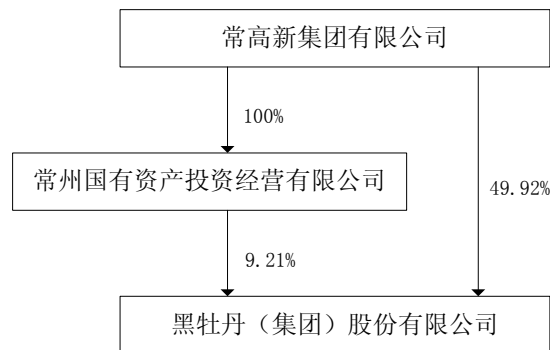 常高新集团有限公司
100%
常州国有资产投资经营有限公司
49.92%
9.21%
黑牡丹（集团）股份有限公司